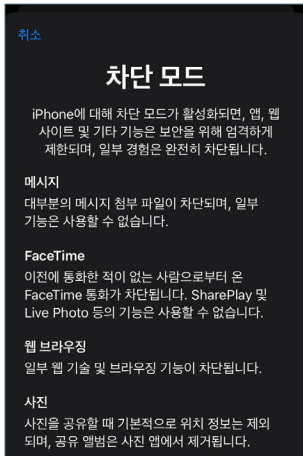 취소
차단 모드
iPhone에 대해 차단 모드가 활성화되면, 앱, 웹
사이트 및 기타 기능은 보안을 위해 엄격하게
제한되며, 일부 경험은 완전히 차단됩니다.
메시지
대부분의 메시지 첨부 파일이 차단되며, 일부
기능은 사용할 수 없습니다.
FaceTime
이전에 통화한 적이 없는 사람으로부터 온
FaceTime 통화가 차단됩니다. SharePlay 및
Live Photo 등의 기능은 사용할 수 없습니다.
웹 브라우징
일부 웹 기술 및 브라우징 기능이 차단됩니다.
사진
사진을 공유할 때 기본적으로 위치 정보는 제외
되며, 공유 앨범은 사진 앱에서 제거됩니다.